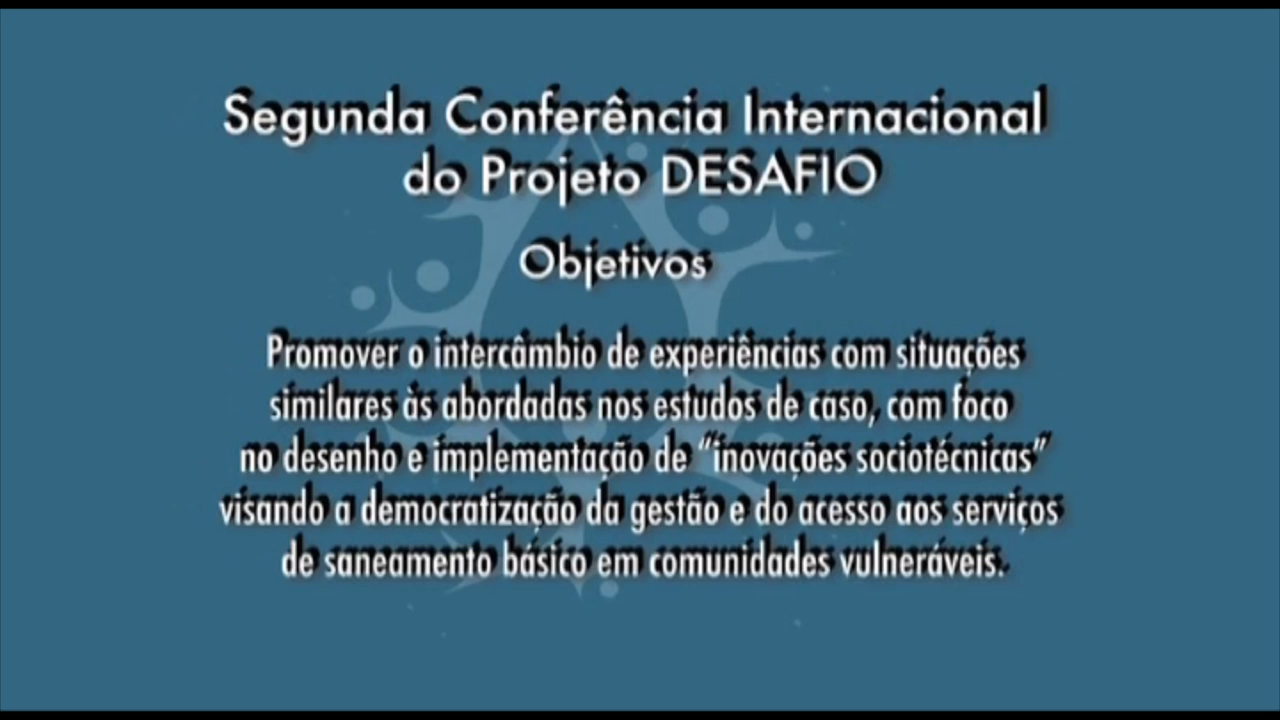 Segunda Conferência Internacional
do Projeto DESAFIO
Objetivos
Promover o intercâmbio de experiências com situações
similares às abordadas nos estudos de caso, com foco
no desenho e implementação de “inovações sociotécnicas”
visando a democratização da gestão e do acesso aos serviços
de saneamento básico em comunidades vulneráveis.